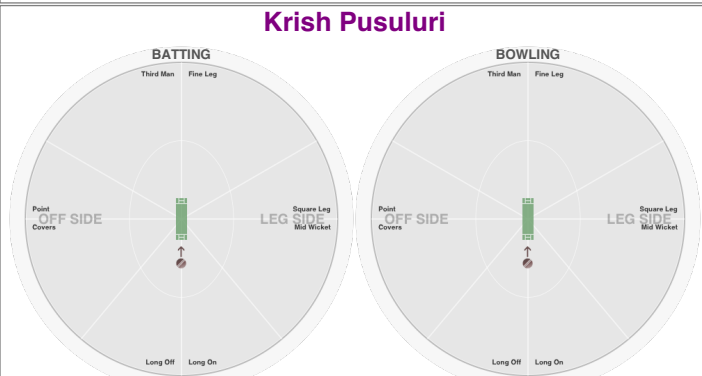 Krish Pusuluri
BATTING
Third Man Fine Leg
Point
OFF SIDE
Covers
Square Leg
LEG SIDE
Mid Wicket
Long Off Long On
BOWLING
Third Man Fine Leg
Point
OFF SIDE
Covers
Square Leg
LEG SIDE
Mid Wicket
Long Off Long On